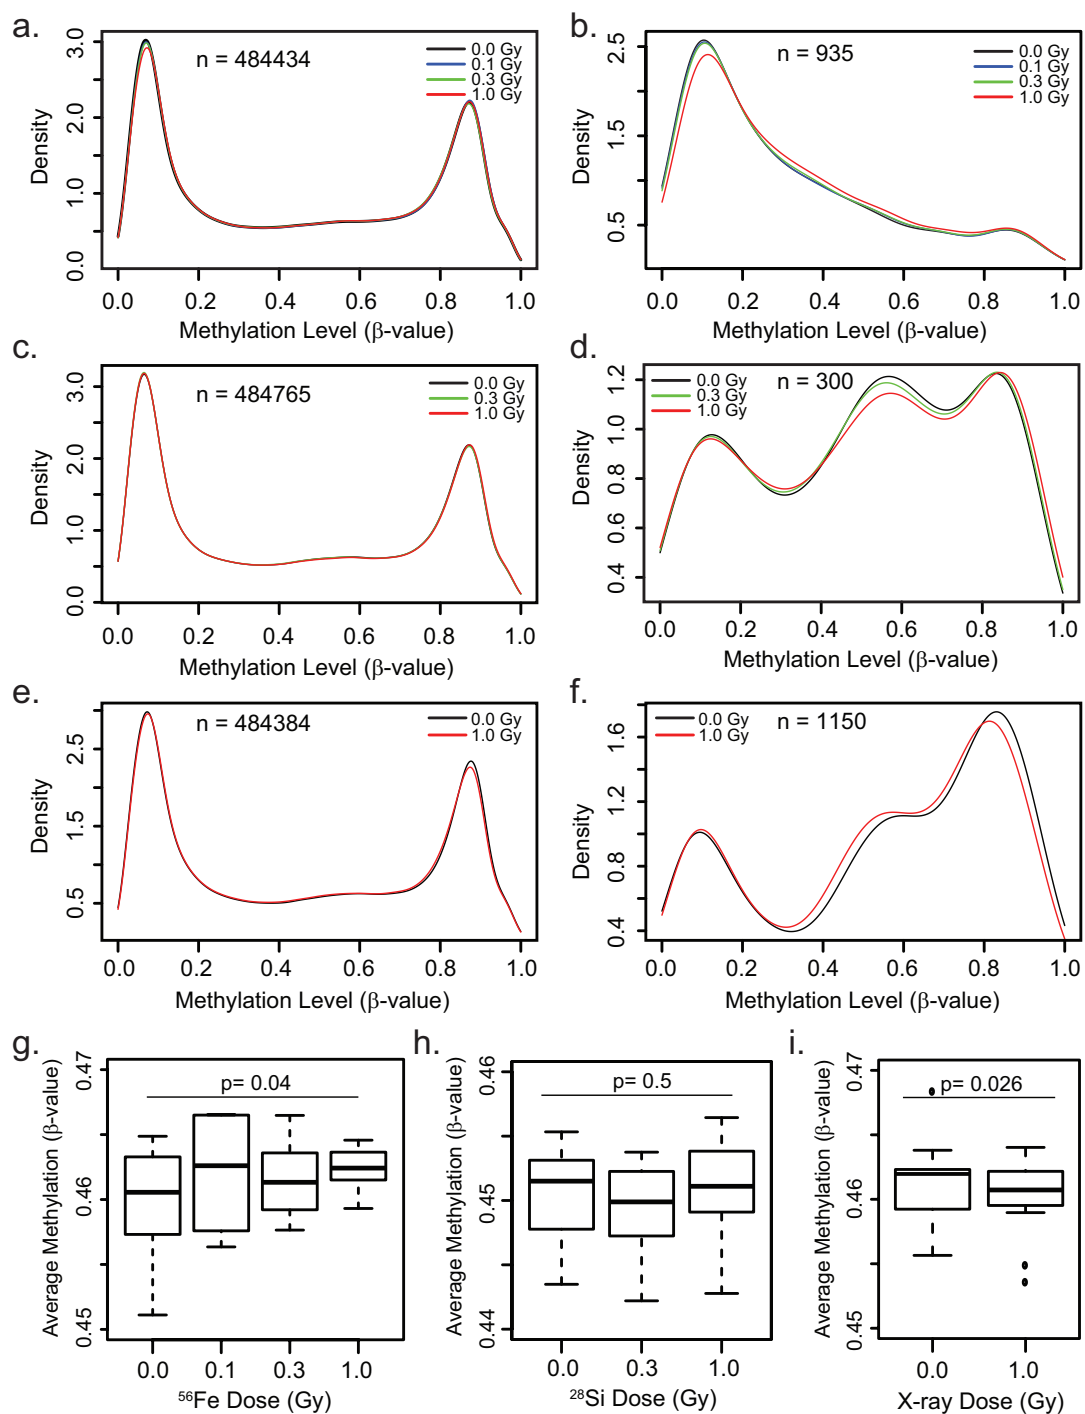 a.
n = 484434
0.0 Gy
0.1 Gy
0.3 Gy
1.0 Gy
Density
0.0 1.0 2.0 3.0
0.0 0.2 0.4 0.6 0.8 1.0
Methylation Level (β-value)
b.
n = 935
0.0 Gy
0.1 Gy
0.3 Gy
1.0 Gy
Density
0.5 1.5 2.5
0.0 0.2 0.4 0.6 0.8 1.0
Methylation Level (β-value)
c.
n = 484765
0.0 Gy
0.3 Gy
1.0 Gy
Density
0.0 1.0 2.0 3.0
0.0 0.2 0.4 0.6 0.8 1.0
Methylation Level (β-value)
d.
n = 300
0.0 Gy
0.3 Gy
1.0 Gy
Density
0.4 0.6 0.8 1.0 1.2
0.0 0.2 0.4 0.6 0.8 1.0
Methylation Level (β-value)
e.
n = 484384
0.0 Gy
1.0 Gy
Density
0.5 1.5 2.5
0.0 0.2 0.4 0.6 0.8 1.0
Methylation Level (β-value)
f.
n = 1150
0.0 Gy
1.0 Gy
Density
0.4 0.8 1.2 1.6
0.0 0.2 0.4 0.6 0.8 1.0
Methylation Level (β-value)
g.
p= 0.04
Average Methylation (β-value)
0.45 0.46 0.47
0.0 0.1 0.3 1.0
⁵⁶Fe Dose (Gy)
h.
p= 0.5
Average Methylation (β-value)
0.44 0.45 0.46
0.0 0.3 1.0
²⁸Si Dose (Gy)
i.
p= 0.026
Average Methylation (β-value)
0.45 0.46 0.47
0.0 1.0
X-ray Dose (Gy)